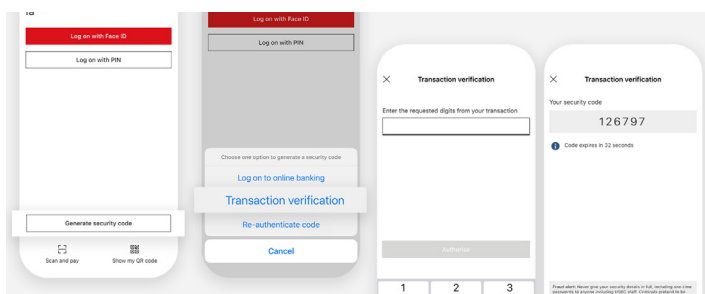 Log on with Face ID
Log on with PIN
Generate security code
Scan and pay
Show my QR code
Log on with Face ID
Log on with PIN
Choose one option to generate a security code
Log on to online banking
Transaction verification
Re-authenticate code
Cancel
Transaction verification
Enter the requested digits from your transaction
Authorise
1 2 3
Transaction verification
Your security code
126797
Code expires in 32 seconds
Fraud alert: Never give your security details in full, including one-time
passwords to anyone including HSBC staff. Criminals pretend to be